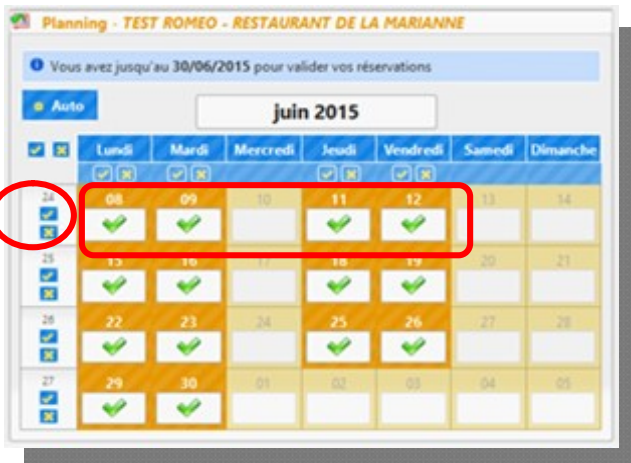 Planning - TEST ROMEO - RESTAURANT DE LA MARIANNE
Vous avez jusqu'au 30/06/2015 pour valider vos réservations
Auto
juin 2015
Lundi Mardi Mercredi Jeudi Vendredi Samedi Dimanche
24 08 09 10 11 12 13 14
25 15 16 17 18 19 20 21
26 22 23 24 25 26 27 28
27 29 30 01 02 03 04 05